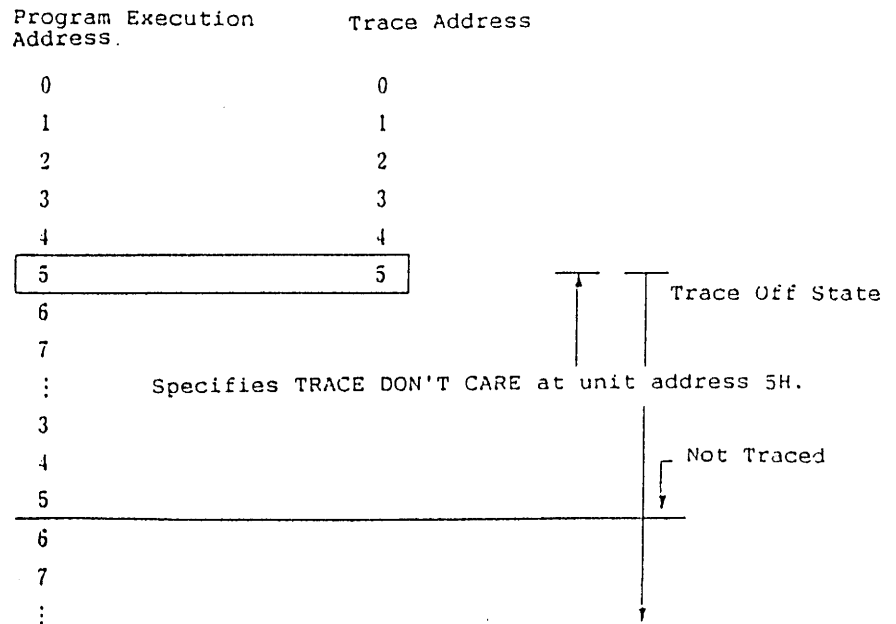 Program Execution Trace Address
Address.
0 0
1 1
2 2
3 3
4 4
5 5
Trace Off State
6
7
: Specifies TRACE DON'T CARE at unit address 5H.
3
4 Not Traced
5
6
7
: